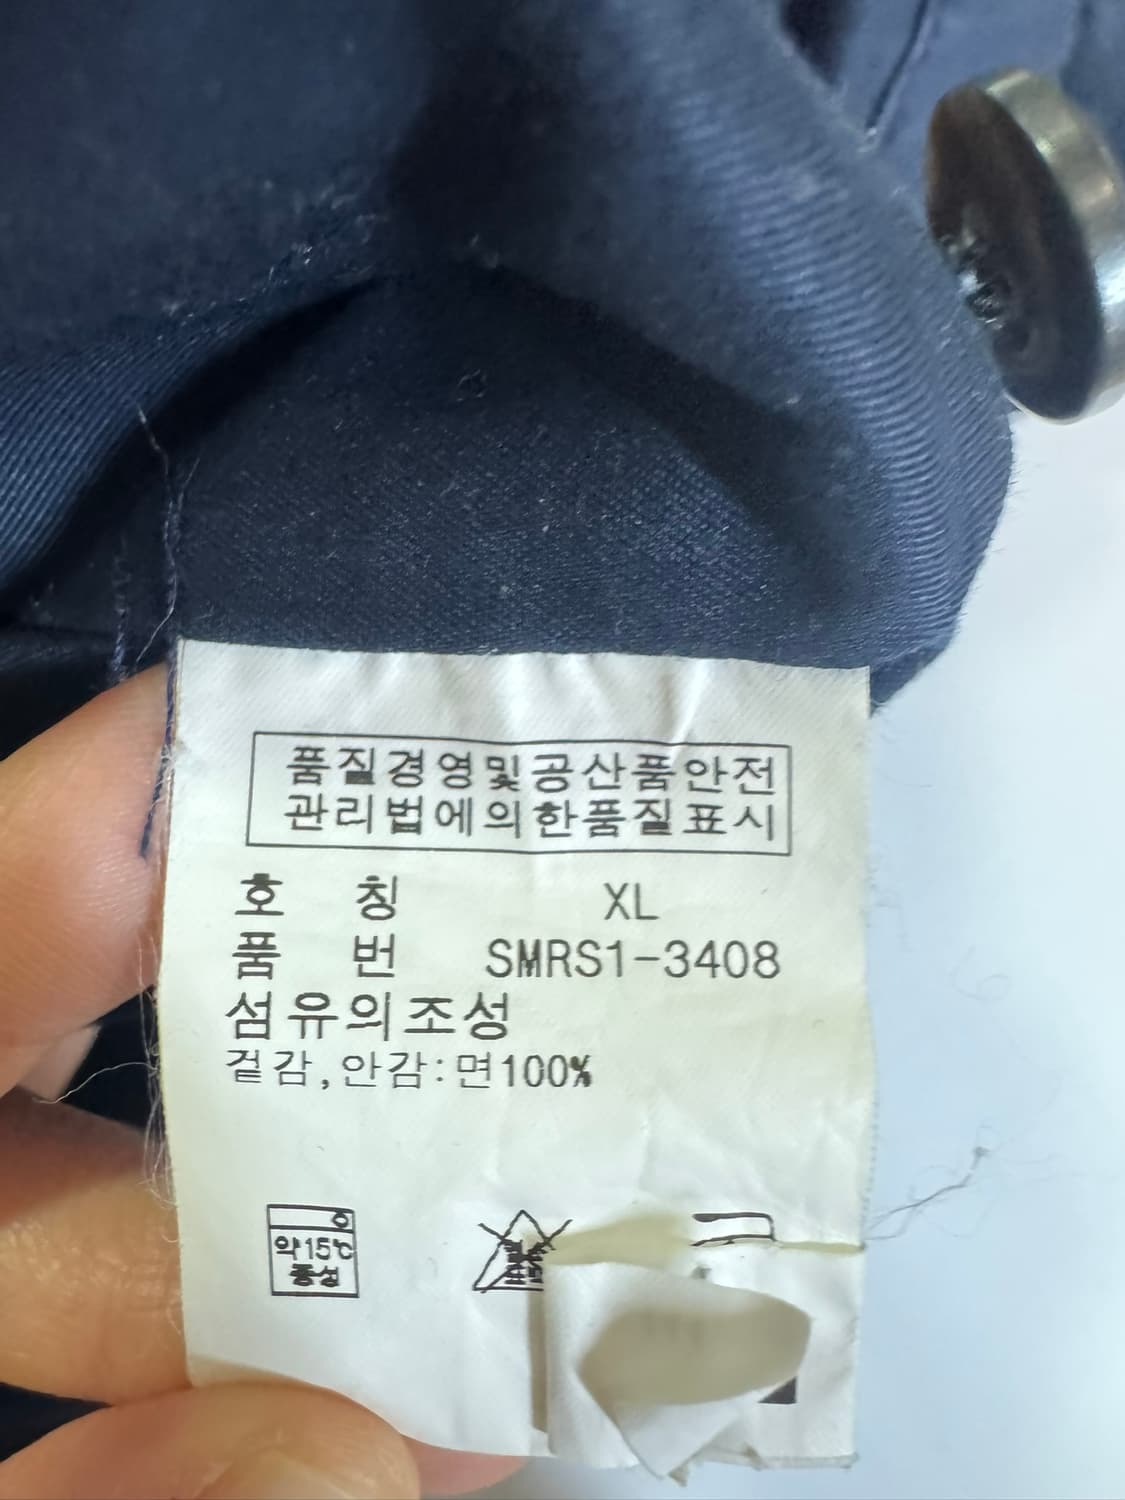 품질경영및공산품안전
관리법에의한품질표시
호 칭 XL
품 번 SMRS1-3408
섬유의조성
겉감,안감:면100%
약15℃
중성